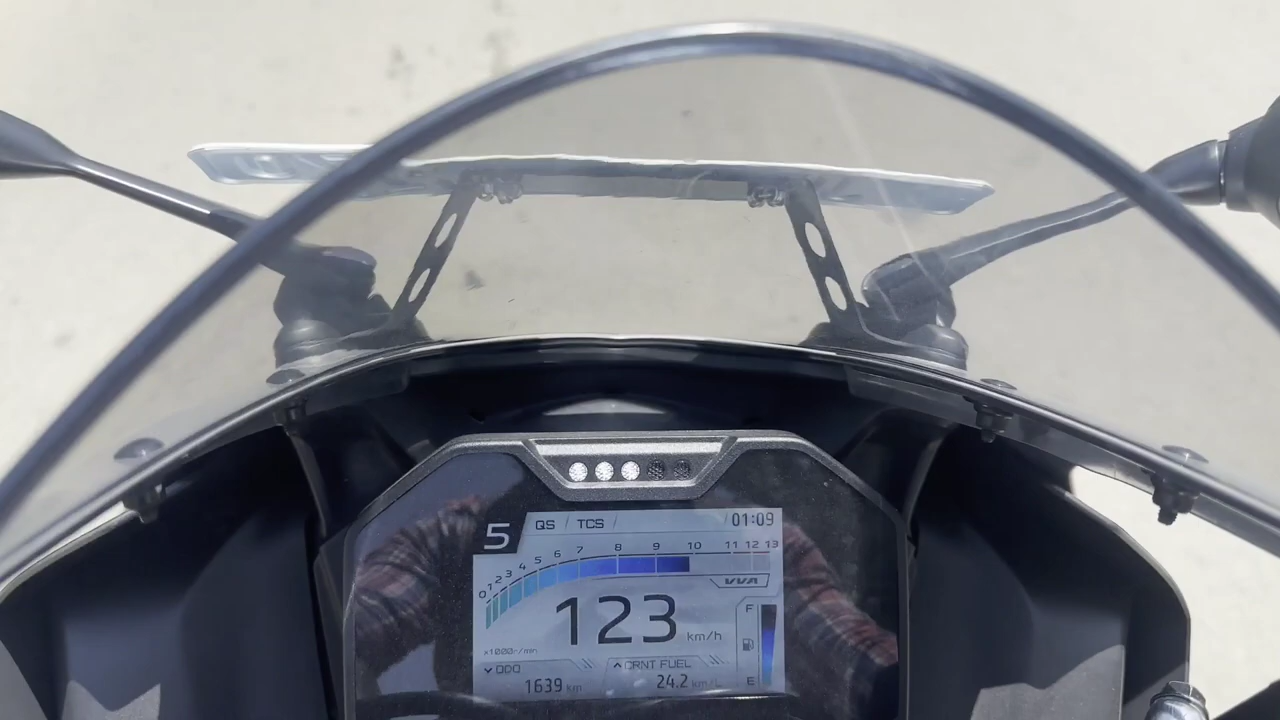 5 QS / TCS / / 01:09
0 1 2 3 4 5 6 7 8 9 10 11 12 13
VVA
123 km/h
x1000r/min
F
ODO
1639 km
CRNT FUEL
24.2 km/L
E